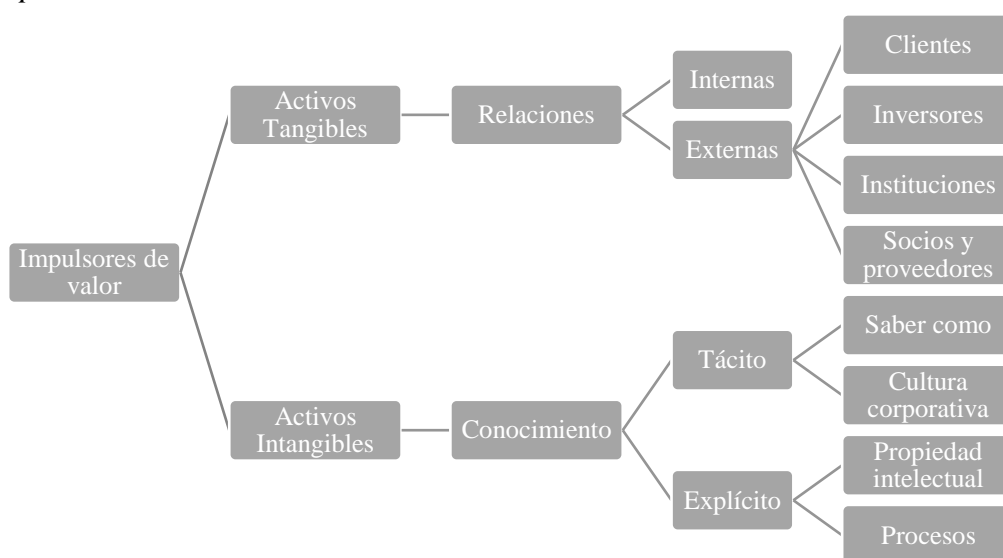 Clientes
Internas
Activos
Tangibles
Relaciones
Inversores
Externas
Instituciones
Socios y
proveedores
Impulsores de
valor
Saber como
Tácito
Cultura
corporativa
Activos
Intangibles
Conocimiento
Propiedad
intelectual
Explícito
Procesos